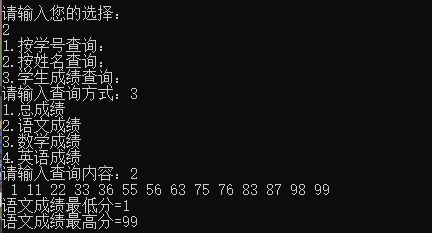 请输入您的选择：
2
1.按学号查询：
2.按姓名查询：
3.学生成绩查询：
请输入查询方式：3
1.总成绩
2.语文成绩
3.数学成绩
4.英语成绩
请输入查询内容：2
1 11 22 33 36 55 56 63 75 76 83 87 98 99
语文成绩最低分=1
语文成绩最高分=99